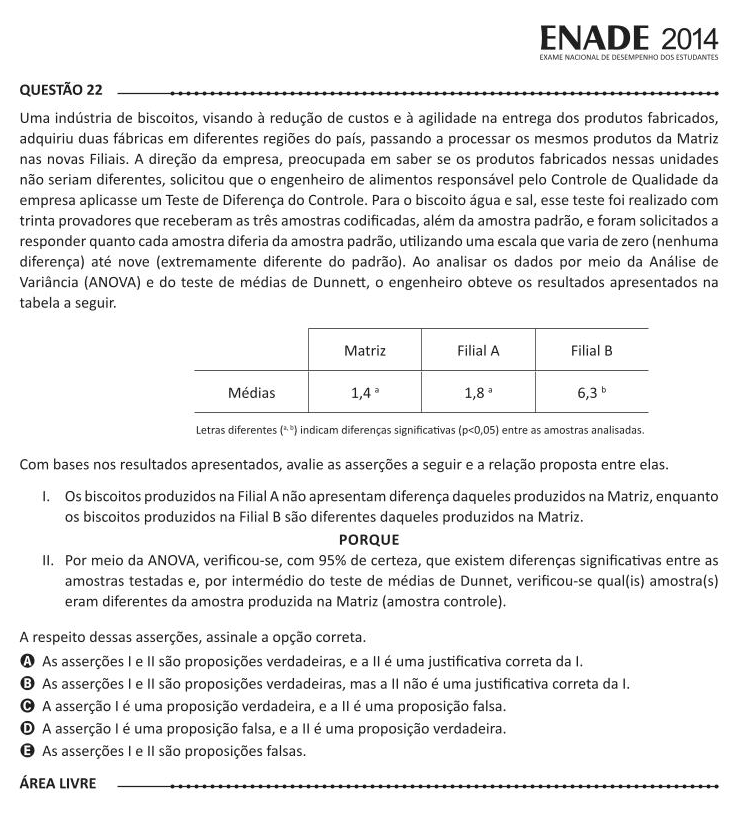 ENADE 2014
EXAME NACIONAL DE DESEMPENHO DOS ESTUDANTES
QUESTÃO 22
Uma indústria de biscoitos, visando à redução de custos e à agilidade na entrega dos produtos fabricados,
adquiriu duas fábricas em diferentes regiões do país, passando a processar os mesmos produtos da Matriz
nas novas Filiais. A direção da empresa, preocupada em saber se os produtos fabricados nessas unidades
não seriam diferentes, solicitou que o engenheiro de alimentos responsável pelo Controle de Qualidade da
empresa aplicasse um Teste de Diferença do Controle. Para o biscoito água e sal, esse teste foi realizado com
trinta provadores que receberam as três amostras codificadas, além da amostra padrão, e foram solicitados a
responder quanto cada amostra diferia da amostra padrão, utilizando uma escala que varia de zero (nenhuma
diferença) até nove (extremamente diferente do padrão). Ao analisar os dados por meio da Análise de
Variância (ANOVA) e do teste de médias de Dunnett, o engenheiro obteve os resultados apresentados na
tabela a seguir.
Matriz Filial A Filial B
Médias 1,4 ª 1,8 ª 6,3 ᵇ
Letras diferentes (ª, ᵇ) indicam diferenças significativas (p<0,05) entre as amostras analisadas.
Com bases nos resultados apresentados, avalie as asserções a seguir e a relação proposta entre elas.
I. Os biscoitos produzidos na Filial A não apresentam diferença daqueles produzidos na Matriz, enquanto
os biscoitos produzidos na Filial B são diferentes daqueles produzidos na Matriz.
PORQUE
II. Por meio da ANOVA, verificou-se, com 95% de certeza, que existem diferenças significativas entre as
amostras testadas e, por intermédio do teste de médias de Dunnet, verificou-se qual(is) amostra(s)
eram diferentes da amostra produzida na Matriz (amostra controle).
A respeito dessas asserções, assinale a opção correta.
A As asserções I e II são proposições verdadeiras, e a II é uma justificativa correta da I.
B As asserções I e II são proposições verdadeiras, mas a II não é uma justificativa correta da I.
C A asserção I é uma proposição verdadeira, e a II é uma proposição falsa.
D A asserção I é uma proposição falsa, e a II é uma proposição verdadeira.
E As asserções I e II são proposições falsas.
ÁREA LIVRE